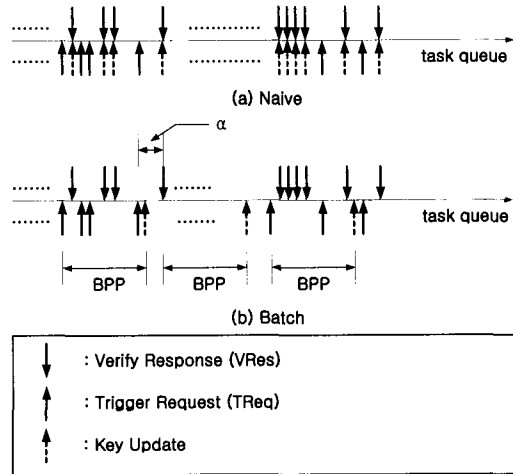 task queue
(a) Naive
α
task queue
BPP BPP BPP
(b) Batch
: Verify Response (VRes)
: Trigger Request (TReq)
: Key Update